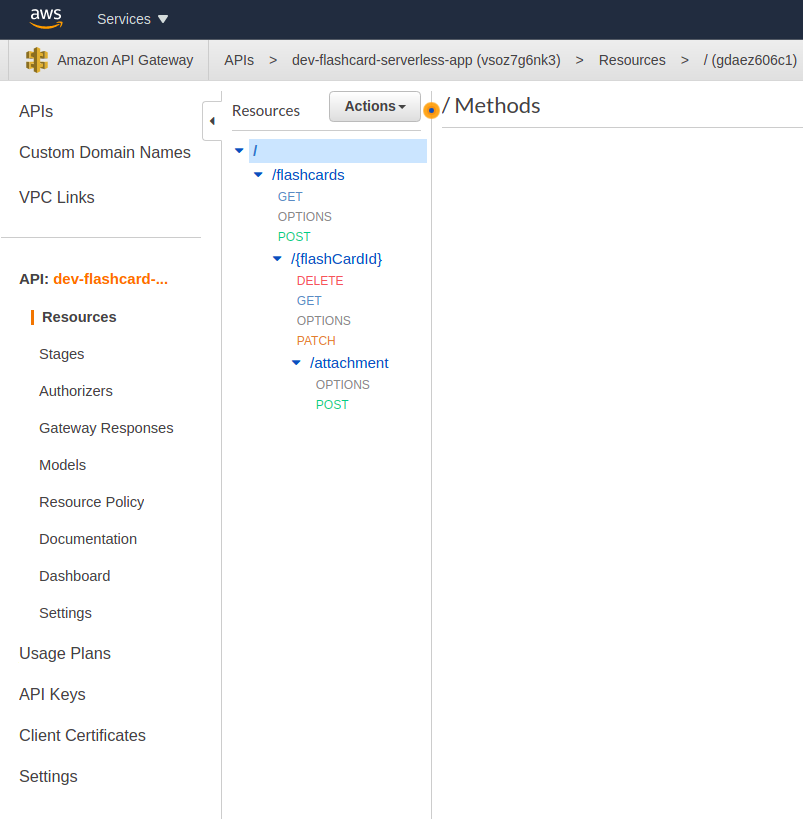 aws Services
Amazon API Gateway APIs > dev-flashcard-serverless-app (vsoz7g6nk3) > Resources > / (gdaez606c1)
APIs
Custom Domain Names
VPC Links
API: dev-flashcard-...
Resources
Stages
Authorizers
Gateway Responses
Models
Resource Policy
Documentation
Dashboard
Settings
Usage Plans
API Keys
Client Certificates
Settings
Resources Actions
/
/flashcards
GET
OPTIONS
POST
/{flashCardId}
DELETE
GET
OPTIONS
PATCH
/attachment
OPTIONS
POST
/ Methods